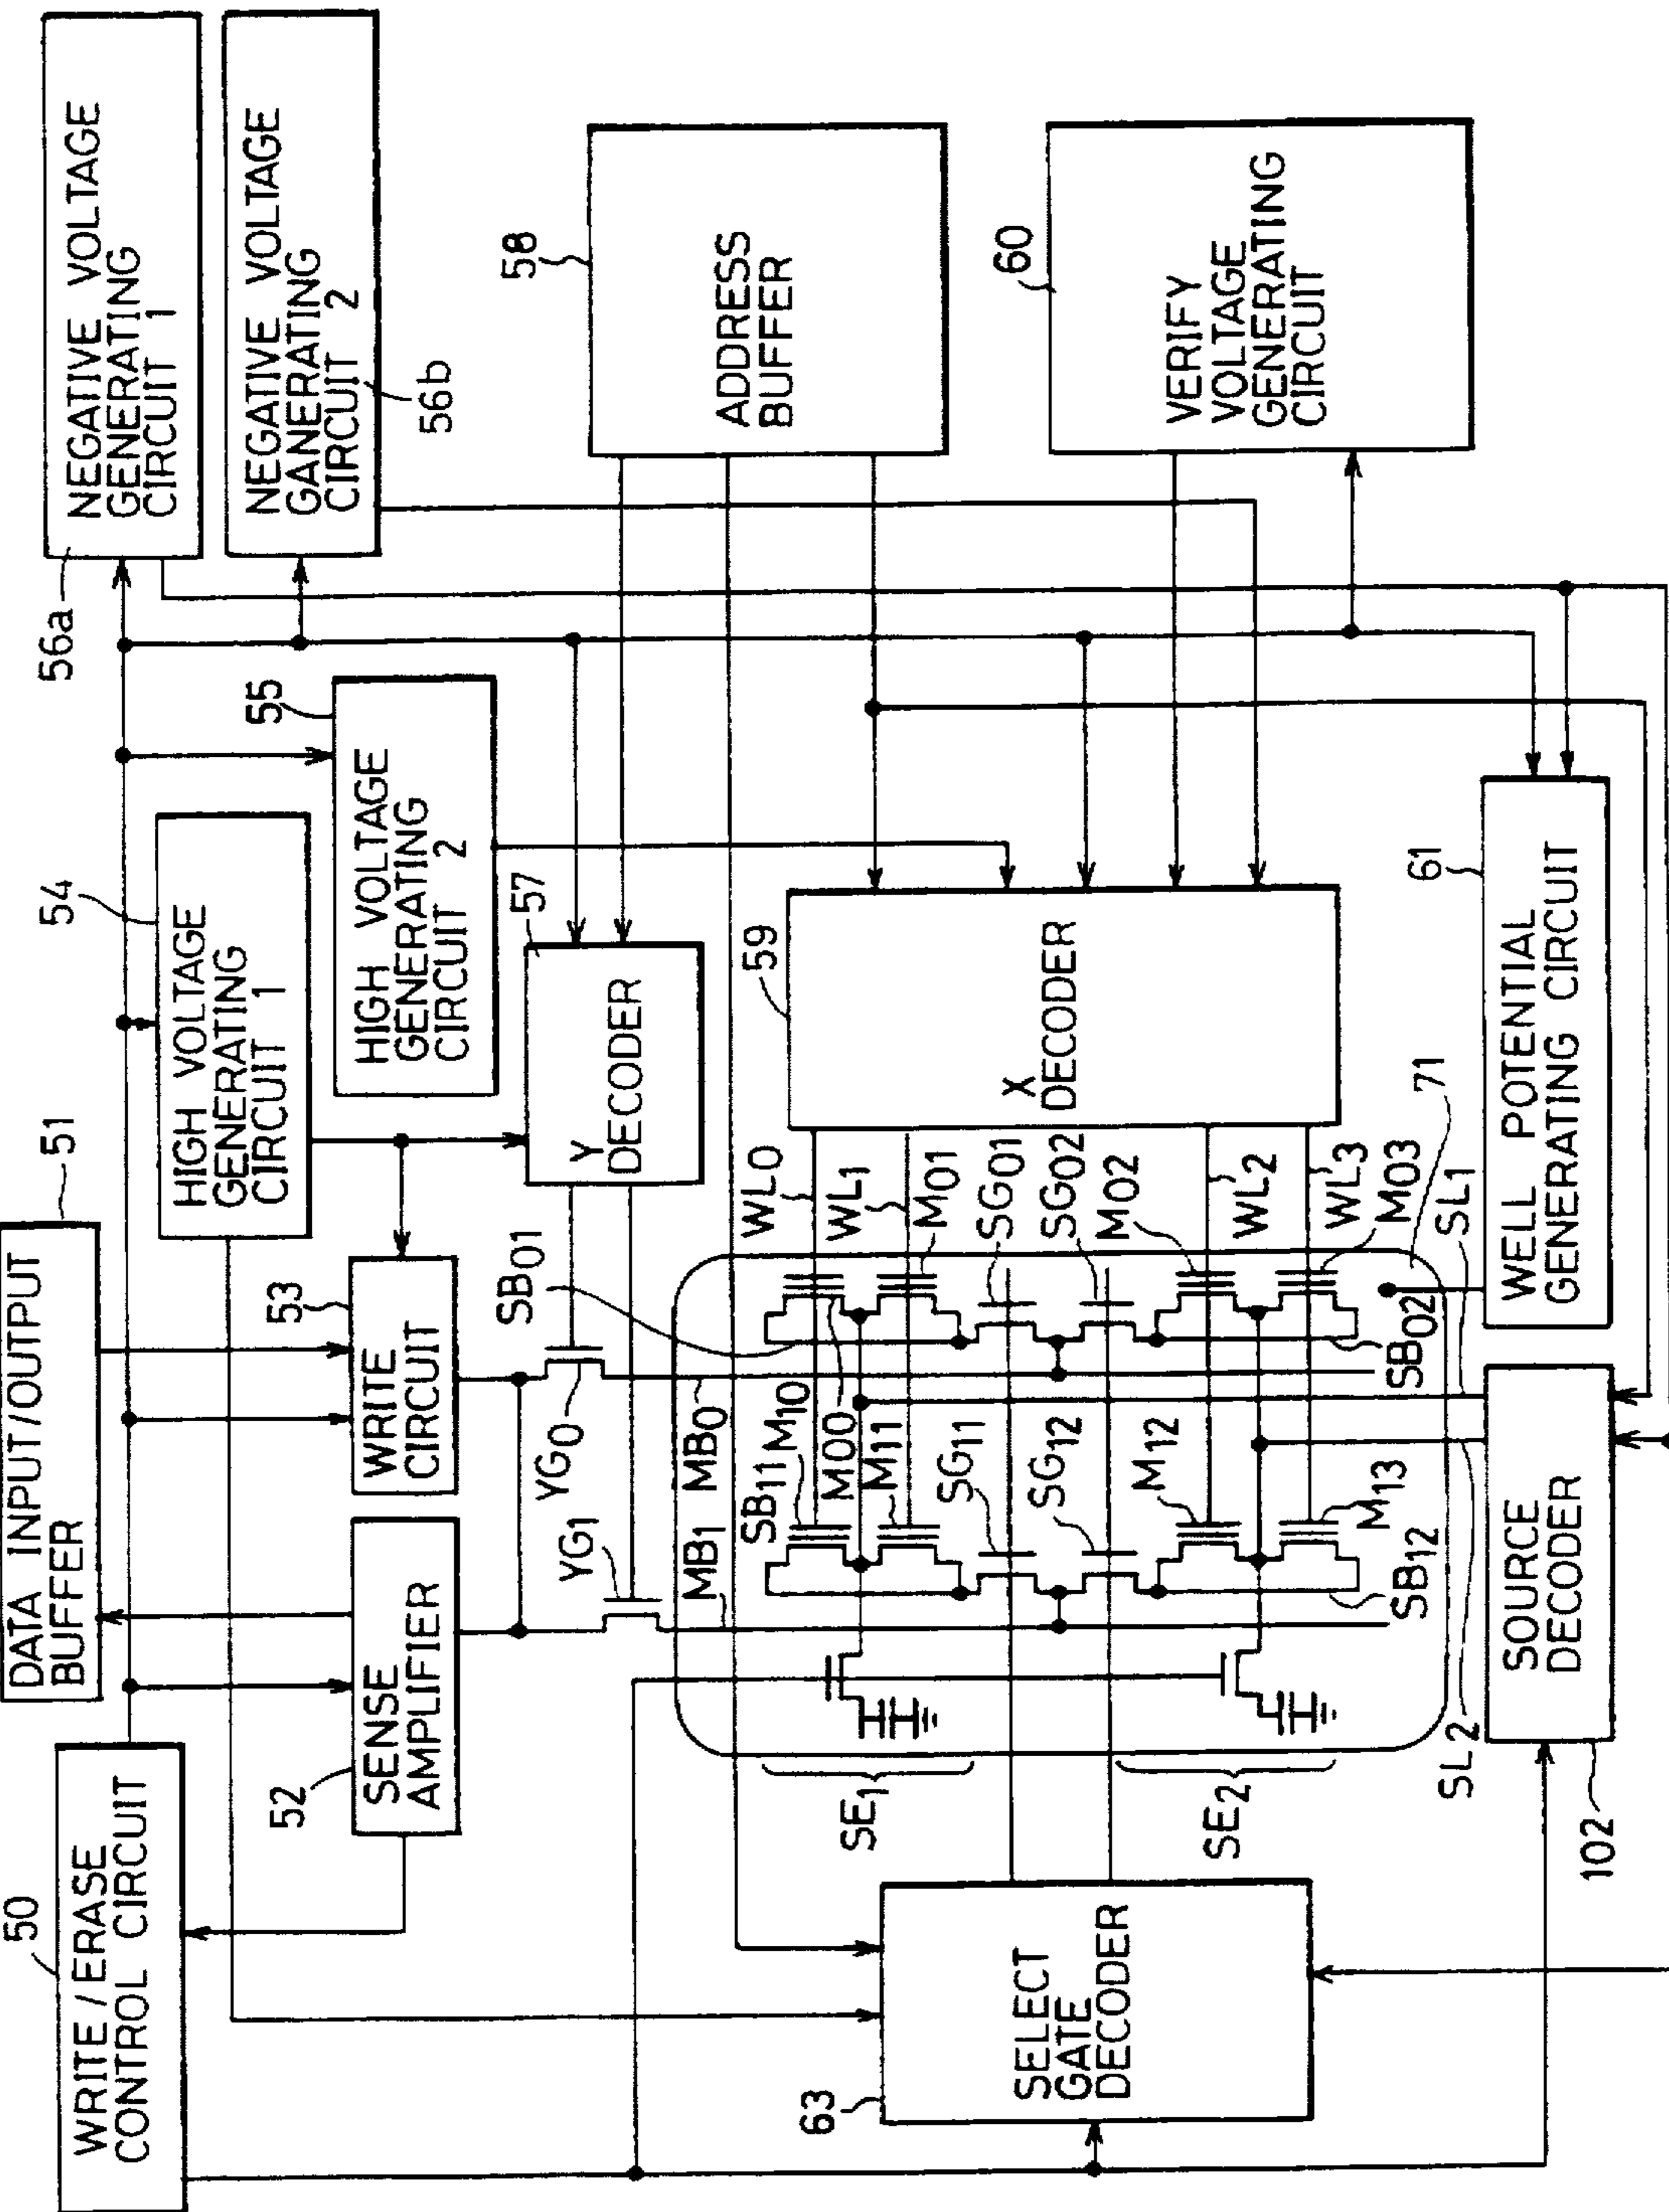 50
WRITE/ERASE
CONTROL CIRCUIT
DATA INPUT/OUTPUT
BUFFER
51
52
SENSE
AMPLIFIER
53
WRITE
CIRCUIT
54
HIGH VOLTAGE
GENERATING
CIRCUIT 1
55
HIGH VOLTAGE
GENERATING
CIRCUIT 2
56a
NEGATIVE VOLTAGE
GENERATING
CIRCUIT 1
NEGATIVE VOLTAGE
GANERATING
CIRCUIT 2
56b
57
Y
DECODER
58
ADDRESS
BUFFER
59
X
DECODER
60
VERIFY
VOLTAGE
GENERATING
CIRCUIT
61
WELL POTENTIAL
GENERATING CIRCUIT
63
SELECT
GATE
DECODER
71
102
SOURCE
DECODER
YG0
YG1
MB0
MB1
SB01
SB11
M10
M00
M11
SG11
SG12
M12
M13
SB12
WL0
WL1
M01
SG01
SG02
M02
WL2
WL3
M03
SB02
SL1
SL2
SE1
SE2